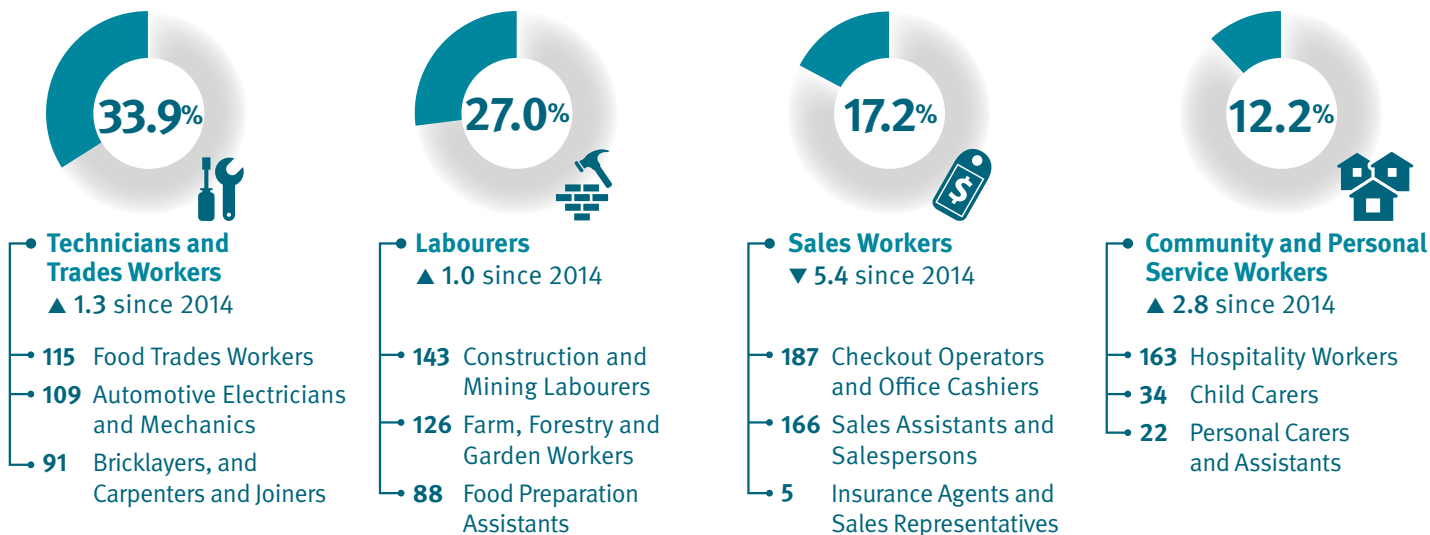 33.9%
Technicians and
Trades Workers
▲ 1.3 since 2014
115 Food Trades Workers
109 Automotive Electricians
and Mechanics
91 Bricklayers, and
Carpenters and Joiners
27.0%
Labourers
▲ 1.0 since 2014
143 Construction and
Mining Labourers
126 Farm, Forestry and
Garden Workers
88 Food Preparation
Assistants
17.2%
$
Sales Workers
▼ 5.4 since 2014
187 Checkout Operators
and Office Cashiers
166 Sales Assistants and
Salespersons
5 Insurance Agents and
Sales Representatives
12.2%
Community and Personal
Service Workers
▲ 2.8 since 2014
163 Hospitality Workers
34 Child Carers
22 Personal Carers
and Assistants